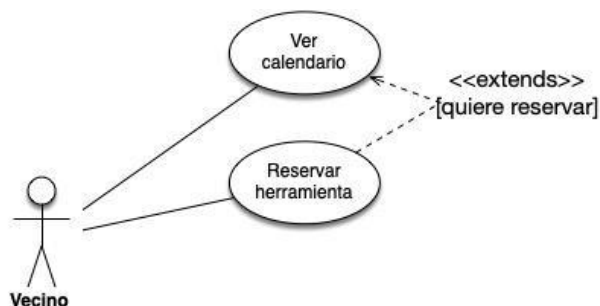 Ver
calendario
<<extends>>
[quiere reservar]
Reservar
herramienta
Vecino